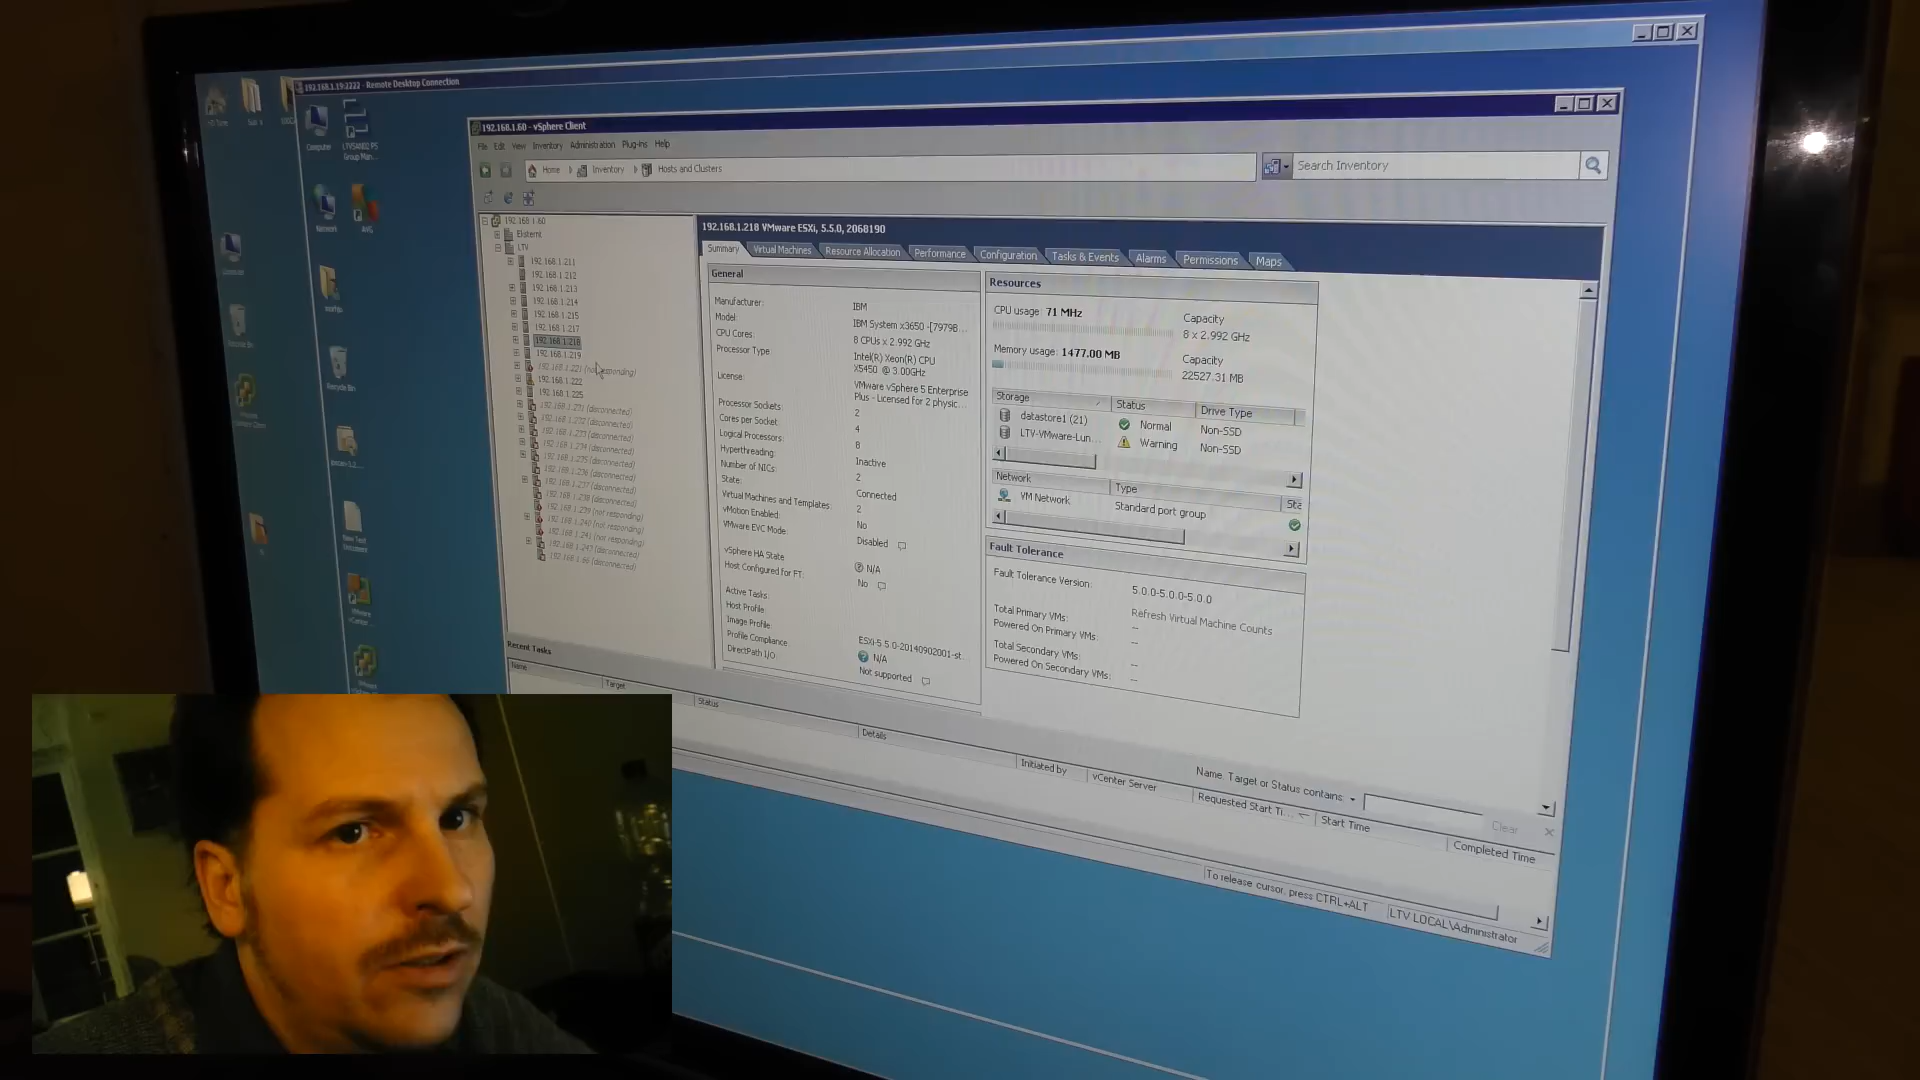 192.168.1.19:2222 - Remote Desktop Connection
192.168.1.60 - vSphere Client
File Edit View Inventory Administration Plug-ins Help
Home Inventory Hosts and Clusters
Search Inventory
Computer
Network
AVG
Recycle Bin
192.168.1.60
Eksternt
LTV
192.168.1.211
192.168.1.212
192.168.1.213
192.168.1.214
192.168.1.215
192.168.1.217
192.168.1.218
192.168.1.219
192.168.1.221
192.168.1.222
192.168.1.225
192.168.1.218 VMware ESXi, 5.5.0, 2068190
Summary Virtual Machines Resource Allocation Performance Configuration Tasks & Events Alarms Permissions Maps
General
Manufacturer: IBM
Model: IBM System x3650 -[7979B...
CPU Cores: 8 CPUs x 2.992 GHz
Processor Type Intel(R) Xeon(R) CPU
X5450 @ 3.00GHz
License: VMware vSphere 5 Enterprise
Plus - Licensed for 2 physic...
Processor Sockets 2
Cores per Socket: 4
Logical Processors: 8
Hyperthreading: Inactive
Number of NICs: 2
State: Connected
Virtual Machines and Templates: 2
vMotion Enabled: No
VMware EVC Mode: Disabled
vSphere HA State N/A
Host Configured for FT: No
Active Tasks:
Host Profile:
Image Profile: ESXi-5.5.0-20140902001-st...
Profile Compliance: N/A
DirectPath I/O: Not supported
Resources
CPU usage: 71 MHz Capacity
8 x 2.992 GHz
Memory usage: 1477.00 MB Capacity
22527.31 MB
Storage Status Drive Type
datastore1 (21) Normal Non-SSD
LTV-VMware-Lun... Warning Non-SSD
Network Type Sta
VM Network Standard port group
Fault Tolerance
Fault Tolerance Version: 5.0.0-5.0.0-5.0.0
Refresh Virtual Machine Counts
Total Primary VMs: --
Powered On Primary VMs: --
Total Secondary VMs: --
Powered On Secondary VMs: --
Recent Tasks
Name, Target or Status contains: Clear
Name Target Status Details Initiated by vCenter Server Requested Start Ti... Start Time Completed Time
To release cursor, press CTRL+ALT LTV.LOCAL\Administrator